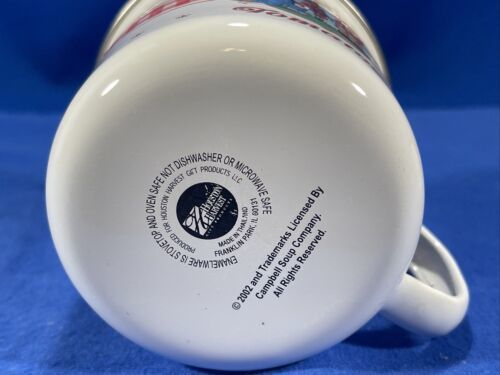 ENAMELWARE IS STOVETOP AND OVEN SAFE NOT DISHWASHER OR MICROWAVE SAFE
PRODUCED FOR HOUSTON HARVEST GIFT PRODUCTS LLC
HOUSTON
HARVEST
MADE IN THAILAND
FRANKLIN PARK, IL 60131
© 2002 and Trademarks Licensed By
Campbell Soup Company.
All Rights Reserved.